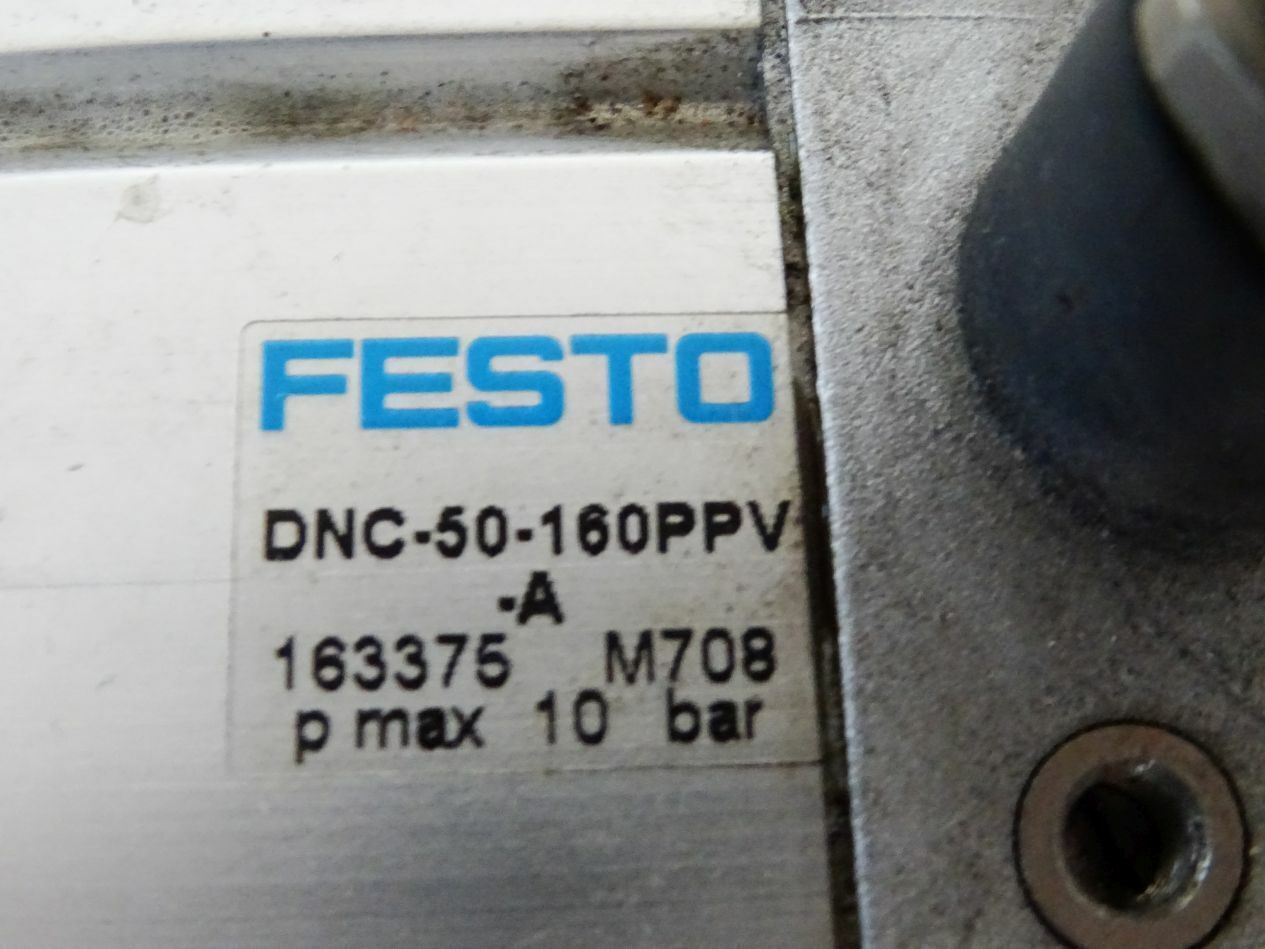 FESTO
DNC-50-160PPV
-A
163375 M708
p max 10 bar